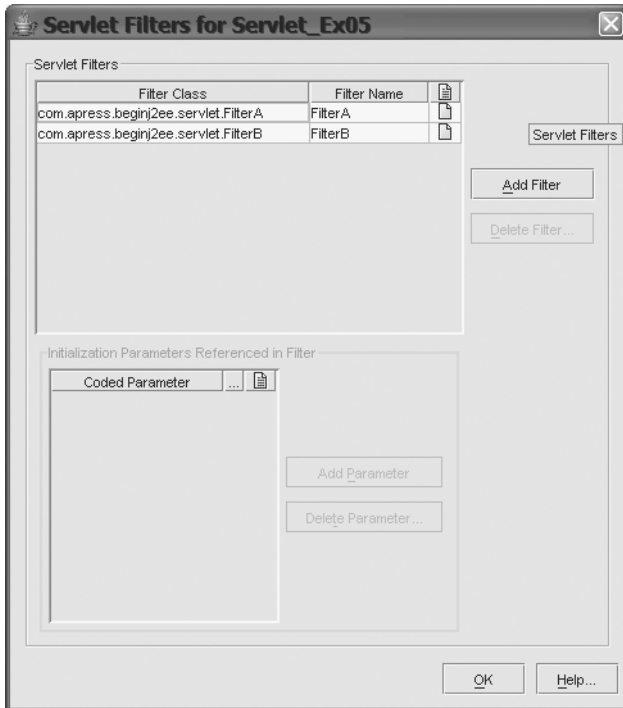 Servlet Filters for Servlet_Ex05
Servlet Filters
Filter Class Filter Name
com.apress.beginj2ee.servlet.FilterA FilterA
com.apress.beginj2ee.servlet.FilterB FilterB
Servlet Filters
Add Filter
Delete Filter...
Initialization Parameters Referenced in Filter
Coded Parameter ...
Add Parameter
Delete Parameter...
OK Help...